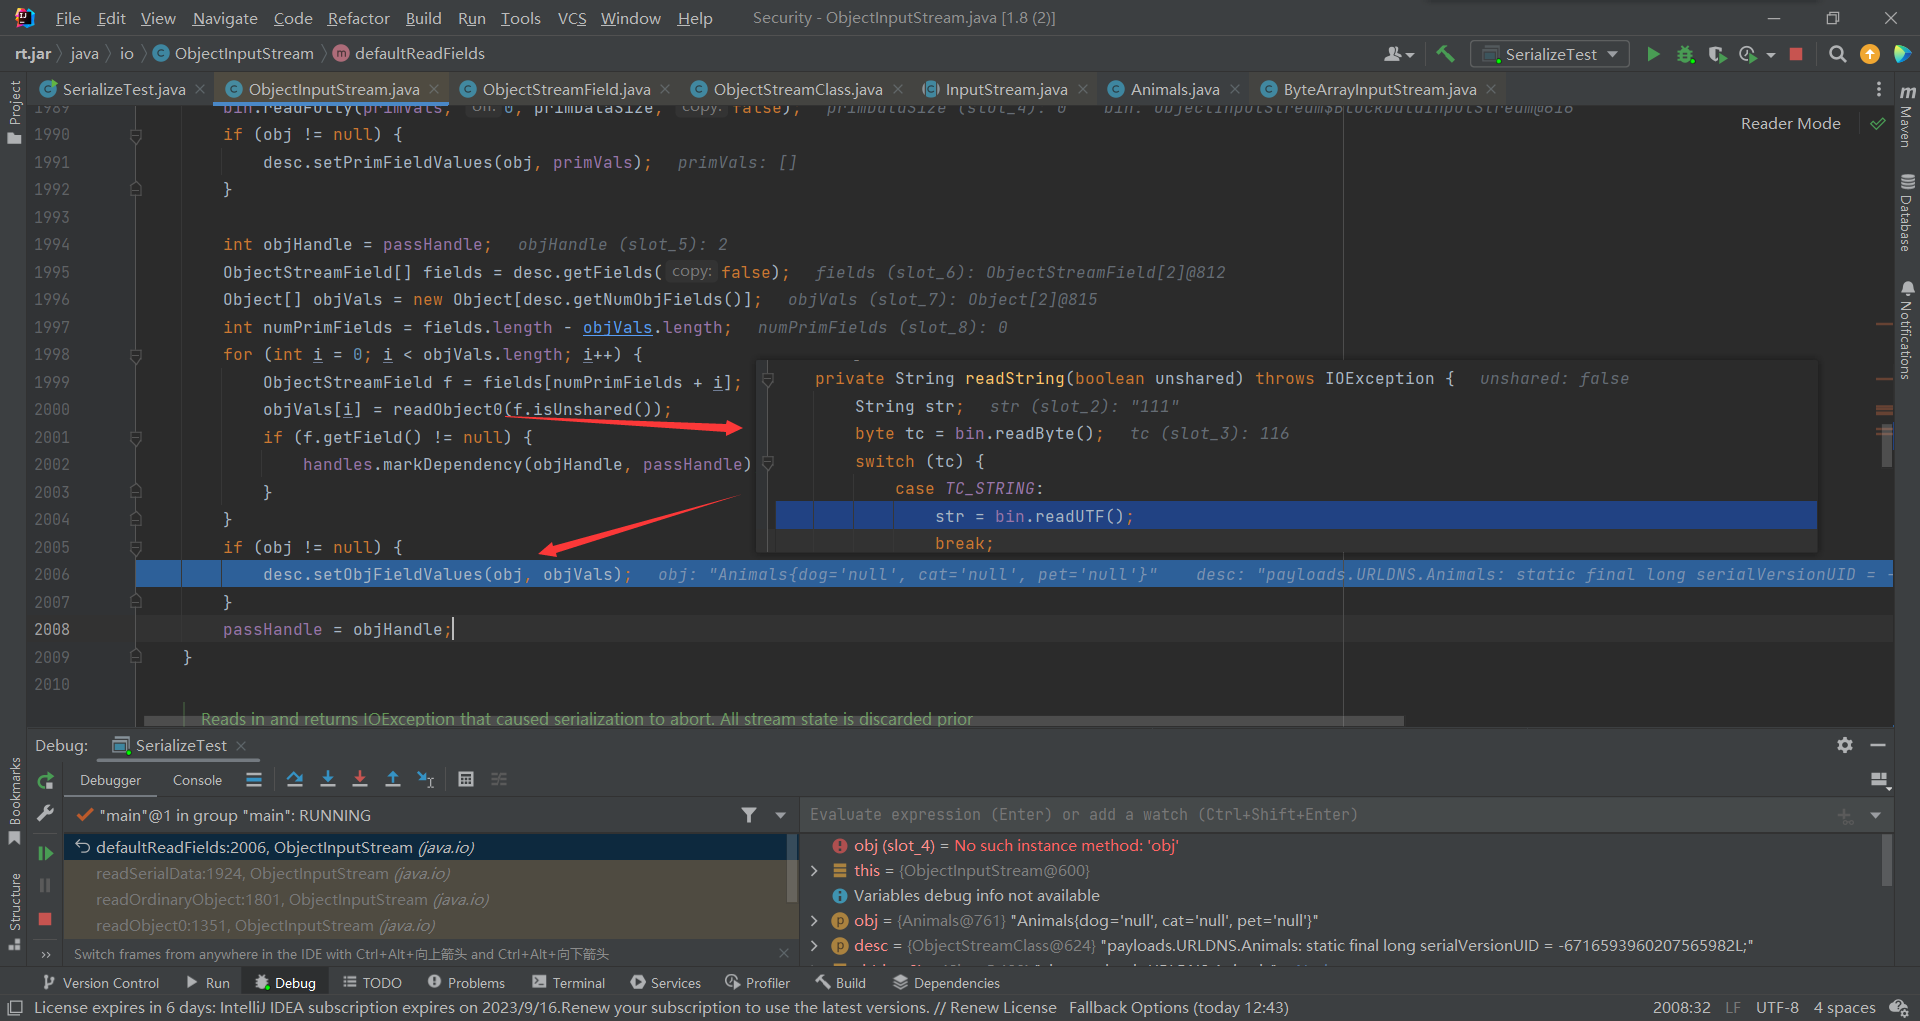 File Edit View Navigate Code Refactor Build Run Tools VCS Window Help Security - ObjectInputStream.java [1.8 (2)]
rt.jar java io ObjectInputStream defaultReadFields SerializeTest
SerializeTest.java ObjectInputStream.java ObjectStreamField.java ObjectStreamClass.java InputStream.java Animals.java ByteArrayInputStream.java
1989 bin.readFully(primVals, off: 0, primDataSize, copy: false); primDataSize (slot_4): 0 bin: ObjectInputStream$BlockDataInputStream@616
1990 if (obj != null) {
Reader Mode
1991 desc.setPrimFieldValues(obj, primVals); primVals: []
1992 }
1993
1994 int objHandle = passHandle; objHandle (slot_5): 2
1995 ObjectStreamField[] fields = desc.getFields( copy: false); fields (slot_6): ObjectStreamField[2]@812
1996 Object[] objVals = new Object[desc.getNumObjFields()]; objVals (slot_7): Object[2]@815
1997 int numPrimFields = fields.length - objVals.length; numPrimFields (slot_8): 0
1998 for (int i = 0; i < objVals.length; i++) {
1999 ObjectStreamField f = fields[numPrimFields + i];
2000 objVals[i] = readObject0(f.isUnshared());
2001 if (f.getField() != null) {
2002 handles.markDependency(objHandle, passHandle)
2003 }
2004 }
2005 if (obj != null) {
2006 desc.setObjFieldValues(obj, objVals); obj: "Animals{dog='null', cat='null', pet='null'}" desc: "payloads.URLDNS.Animals: static final long serialVersionUID = -
2007 }
2008 passHandle = objHandle;
2009 }
2010
Reads in and returns IOException that caused serialization to abort. All stream state is discarded prior
private String readString(boolean unshared) throws IOException { unshared: false
String str; str (slot_2): "111"
byte tc = bin.readByte(); tc (slot_3): 116
switch (tc) {
case TC_STRING:
str = bin.readUTF();
break;
Project
Bookmarks
Structure
Maven
Database
Notifications
Debug: SerializeTest
Debugger Console
"main"@1 in group "main": RUNNING
defaultReadFields:2006, ObjectInputStream (java.io)
readSerialData:1924, ObjectInputStream (java.io)
readOrdinaryObject:1801, ObjectInputStream (java.io)
readObject0:1351, ObjectInputStream (java.io)
Switch frames from anywhere in the IDE with Ctrl+Alt+向上箭头 and Ctrl+Alt+向下箭头
Evaluate expression (Enter) or add a watch (Ctrl+Shift+Enter)
obj (slot_4) = No such instance method: 'obj'
this = {ObjectInputStream@600}
Variables debug info not available
obj = {Animals@761} "Animals{dog='null', cat='null', pet='null'}"
desc = {ObjectStreamClass@624} "payloads.URLDNS.Animals: static final long serialVersionUID = -6716593960207565982L;"
Version Control Run Debug TODO Problems Terminal Services Profiler Build Dependencies
License expires in 6 days: IntelliJ IDEA subscription expires on 2023/9/16.Renew your subscription to use the latest versions. // Renew License Fallback Options (today 12:43) 2008:32 LF UTF-8 4 spaces